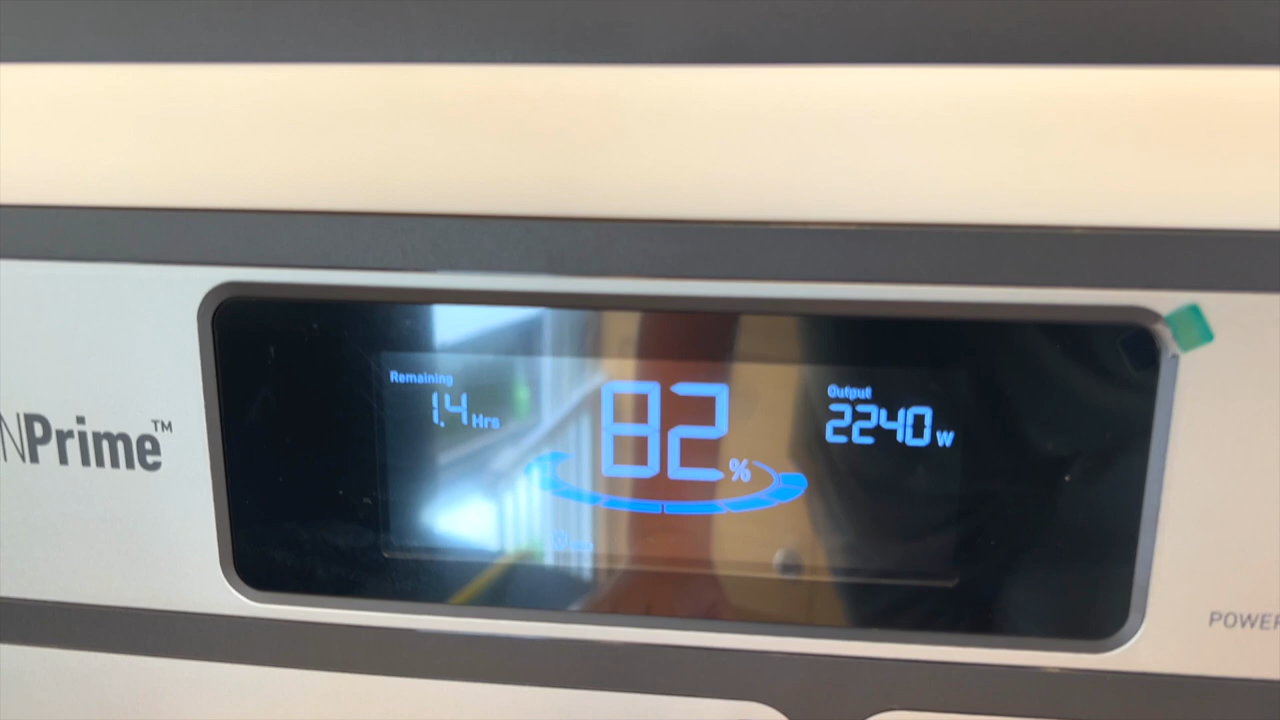 NPrime™
Remaining
1.4 Hrs
82%
Output
2240 W
POWER